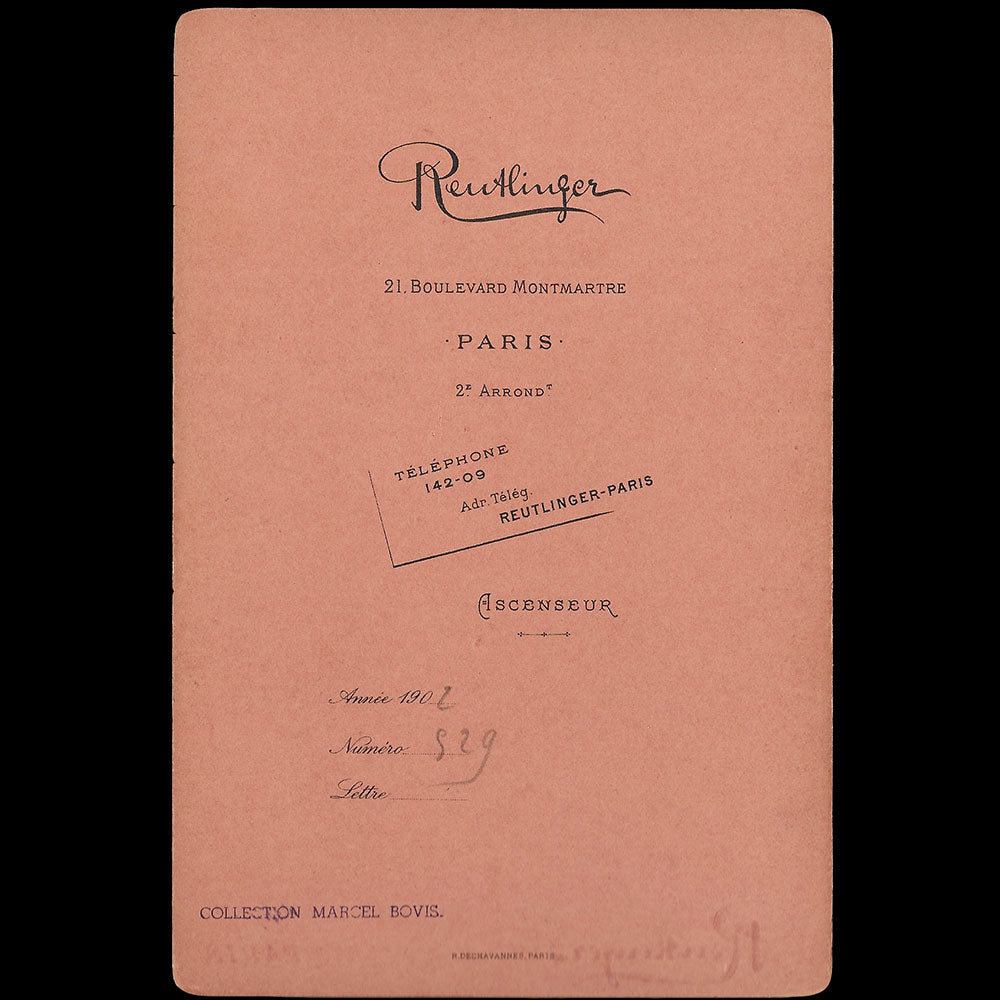 Reutlinger
21, BOULEVARD MONTMARTRE
· PARIS ·
2E ARRONDT
TÉLÉPHONE
142-09
Adr. Télég.
REUTLINGER-PARIS
ASCENSEUR
Année 1902
Numéro 529
Lettre
COLLECTION MARCEL BOVIS.
R. DECHAVANNES, PARIS